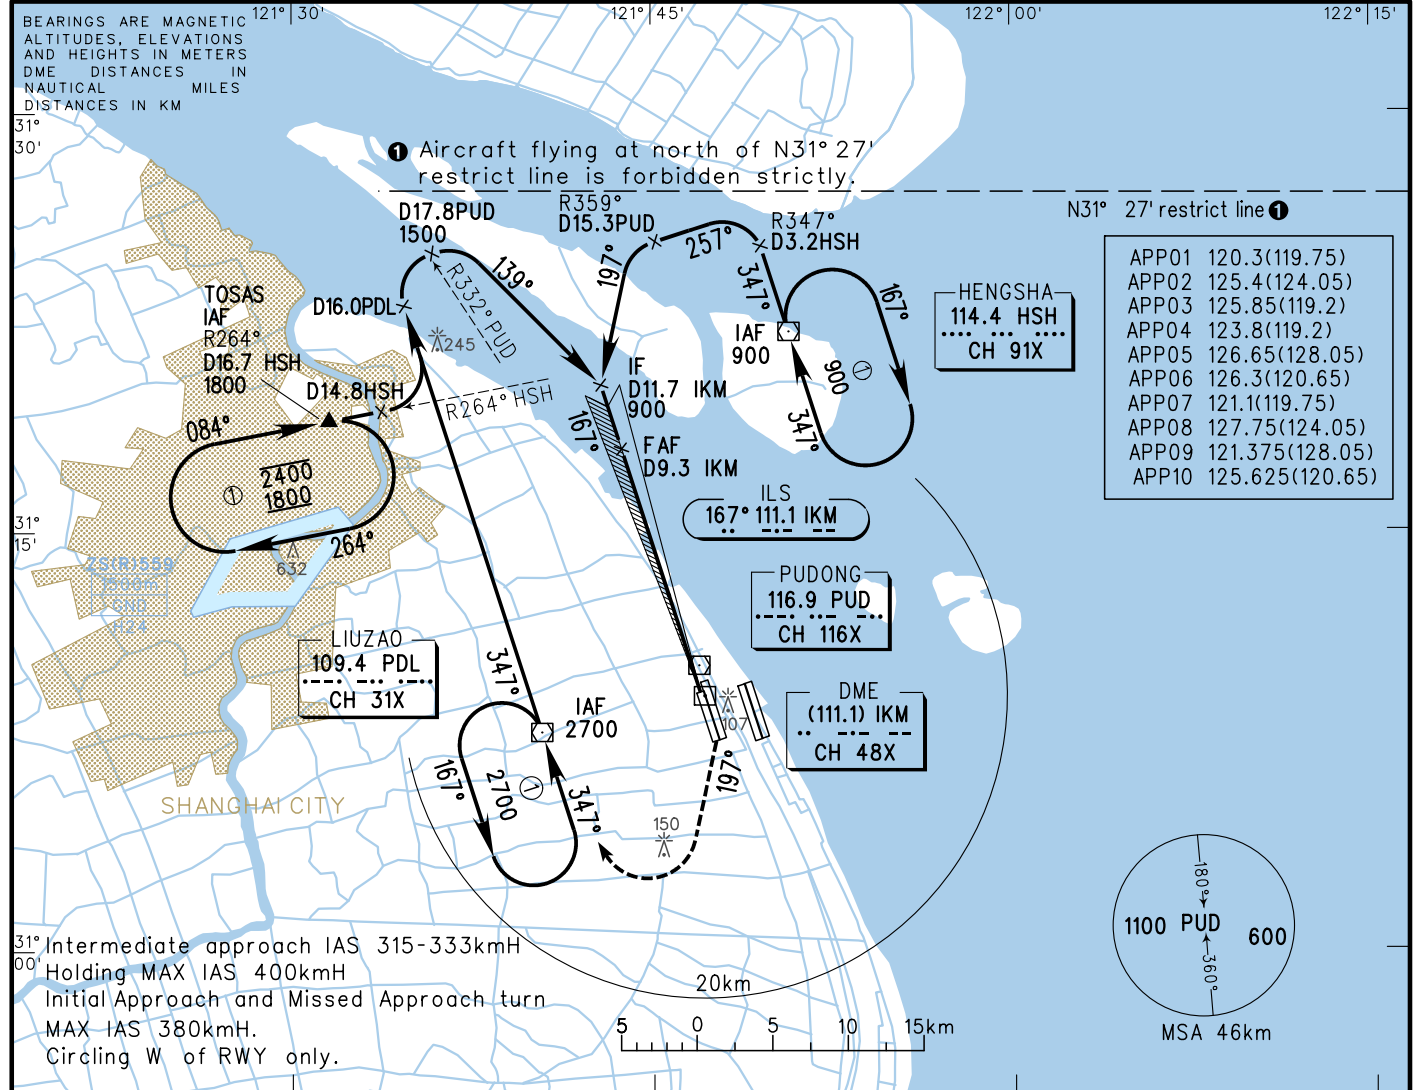 121° 30'
121° 45'
122° 00'
122° 15'
BEARINGS ARE MAGNETIC
ALTITUDES, ELEVATIONS
AND HEIGHTS IN METERS
DME DISTANCES IN
NAUTICAL MILES
DISTANCES IN KM
31°
30'
❶ Aircraft flying at north of N31° 27'
restrict line is forbidden strictly.
N31° 27' restrict line ❶
D17.8PUD
1500
R359°
D15.3PUD
R347°
D3.2HSH
257°
197°
347°
139°
R332° PUD
TOSAS
IAF
R264°
D16.7 HSH
1800
D16.0PDL
245
D14.8HSH
R264° HSH
084°
2400
1800
①
264°
IAF
900
167°
900 ①
347°
HENGSHA
114.4 HSH
CH 91X
APP01 120.3(119.75)
APP02 125.4(124.05)
APP03 125.85(119.2)
APP04 123.8(119.2)
APP05 126.65(128.05)
APP06 126.3(120.65)
APP07 121.1(119.75)
APP08 127.75(124.05)
APP09 121.375(128.05)
APP10 125.625(120.65)
IF
D11.7 IKM
900
167°
FAF
D9.3 IKM
ILS
167° 111.1 IKM
31°
15'
632
ZS(R)559
GND
H24
PUDONG
116.9 PUD
CH 116X
LIUZAO
109.4 PDL
CH 31X
347°
IAF
2700
DME
(111.1) IKM
CH 48X
107
197°
167°
2700
①
347°
150
SHANGHAI CITY
31°
00'
Intermediate approach IAS 315-333kmH
Holding MAX IAS 400kmH
Initial Approach and Missed Approach turn
MAX IAS 380kmH.
Circling W of RWY only.
20km
5 0 5 10 15km
180°
1100 PUD 600
360°
MSA 46km